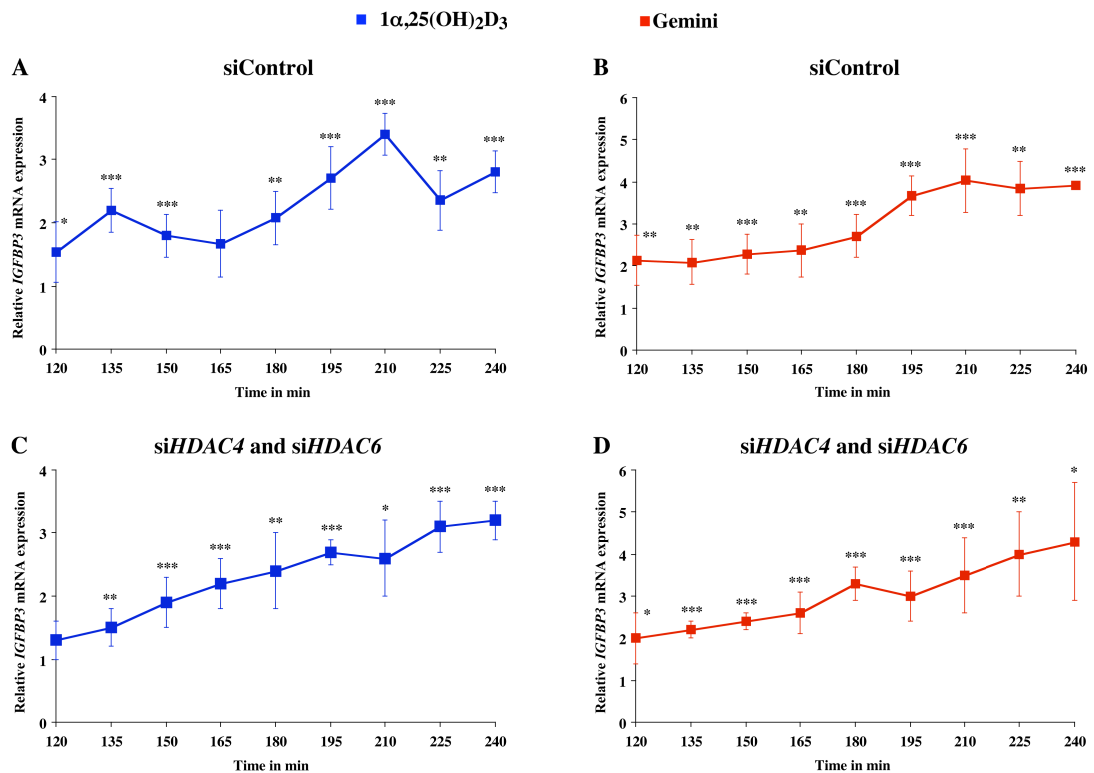 1α,25(OH)₂D₃ Gemini
A siControl
Relative IGFBP3 mRNA expression
4
3
2
1
0
* *** *** ** *** *** ** ***
120 135 150 165 180 195 210 225 240
Time in min
B siControl
Relative IGFBP3 mRNA expression
6
5
4
3
2
1
0
** ** *** ** *** *** *** ** ***
120 135 150 165 180 195 210 225 240
Time in min
C siHDAC4 and siHDAC6
Relative IGFBP3 mRNA expression
4
3
2
1
0
** *** *** ** *** * *** ***
120 135 150 165 180 195 210 225 240
Time in min
D siHDAC4 and siHDAC6
Relative IGFBP3 mRNA expression
6
5
4
3
2
1
0
* *** *** *** *** *** *** ** *
120 135 150 165 180 195 210 225 240
Time in min